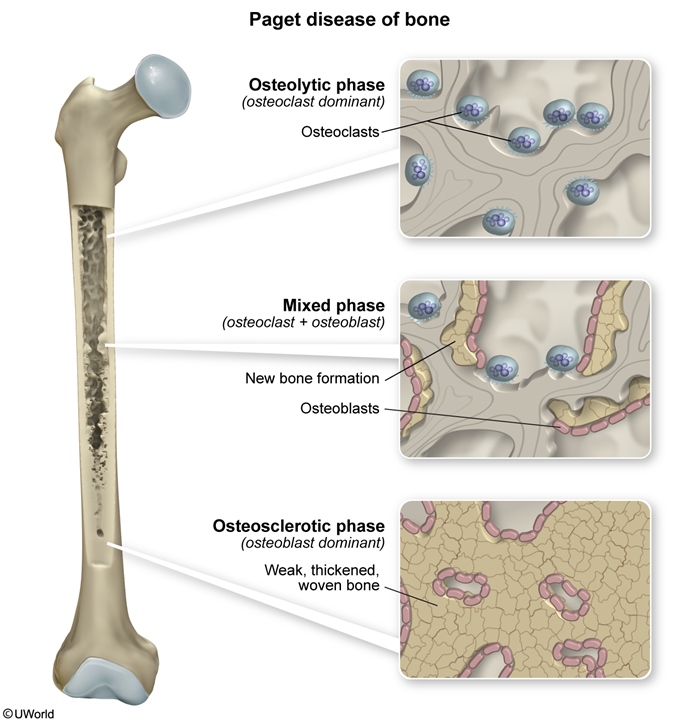 Paget disease of bone
Osteolytic phase
(osteoclast dominant)
Osteoclasts
Mixed phase
(osteoclast + osteoblast)
New bone formation
Osteoblasts
Osteosclerotic phase
(osteoblast dominant)
Weak, thickened,
woven bone
©UWorld